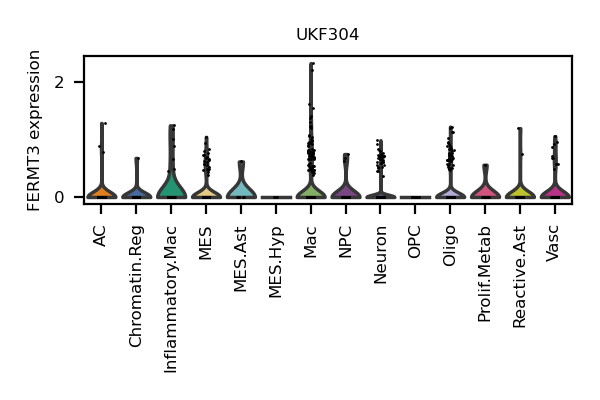 UKF304
FERMT3 expression
2
0
AC
Chromatin.Reg
Inflammatory.Mac
MES
MES.Ast
MES.Hyp
Mac
NPC
Neuron
OPC
Oligo
Prolif.Metab
Reactive.Ast
Vasc